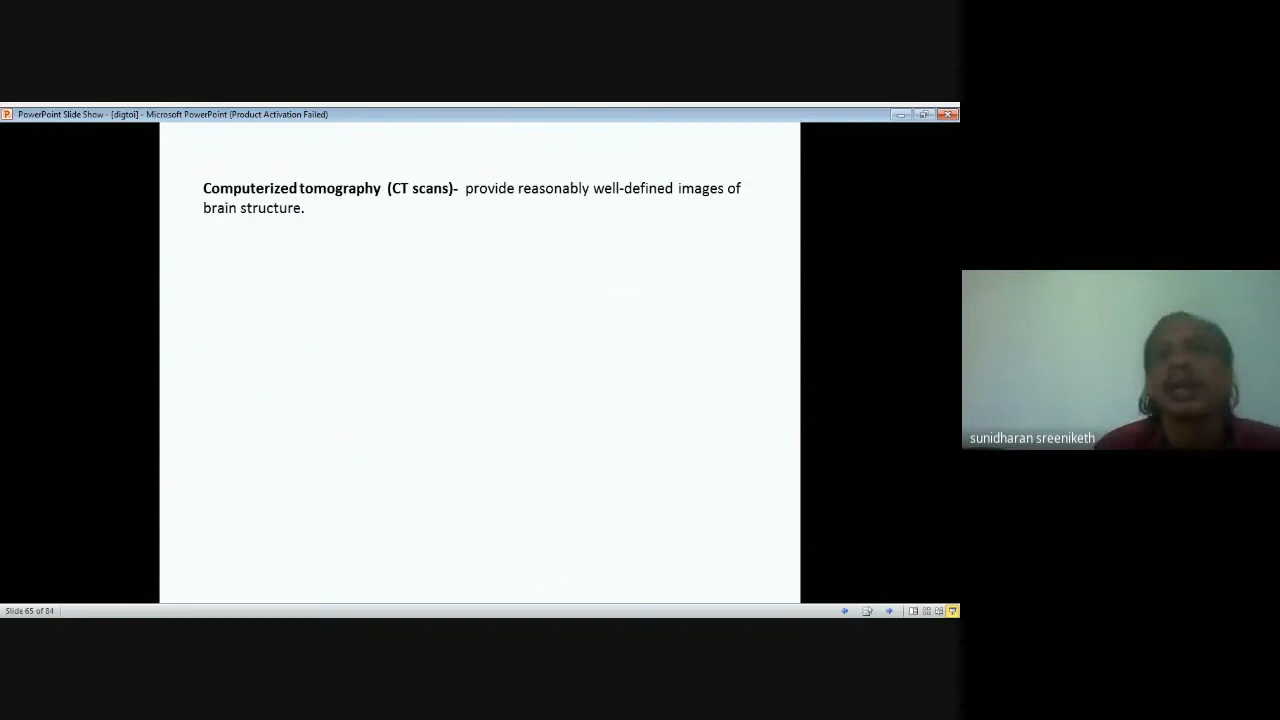 PowerPoint Slide Show - [digtoi] - Microsoft PowerPoint (Product Activation Failed)
Computerized tomography (CT scans)- provide reasonably well-defined images of
brain structure.
sunidharan sreeniketh
Slide 65 of 84